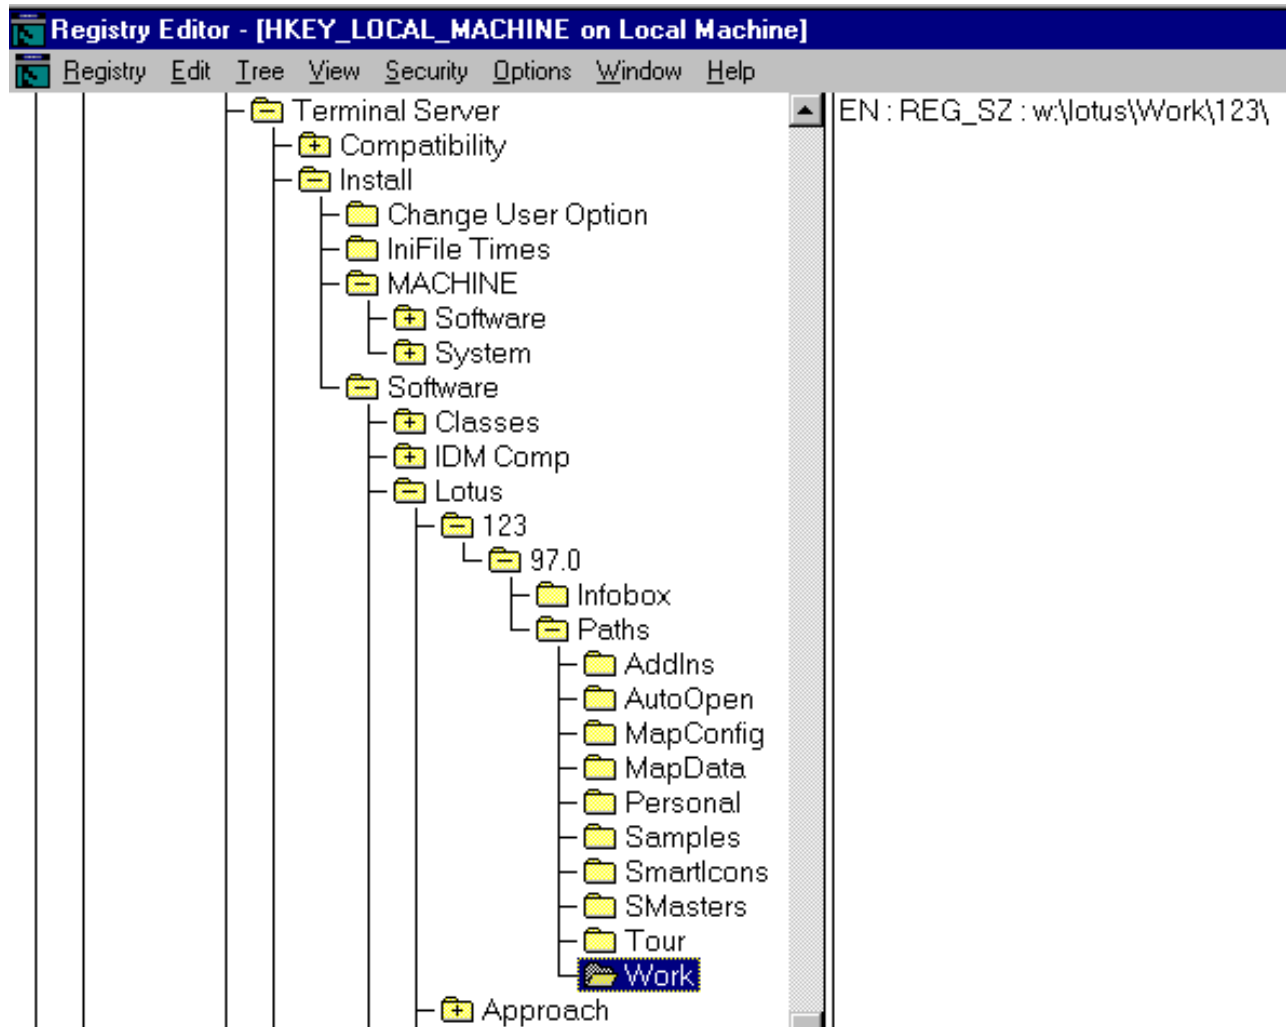 Registry Editor - [HKEY_LOCAL_MACHINE on Local Machine]
Registry Edit Tree View Security Options Window Help
Terminal Server
EN : REG_SZ : w:\lotus\Work\123\
Compatibility
Install
Change User Option
IniFile Times
MACHINE
Software
System
Software
Classes
IDM Comp
Lotus
123
97.0
Infobox
Paths
AddIns
AutoOpen
MapConfig
MapData
Personal
Samples
SmartIcons
SMasters
Tour
Work
Approach